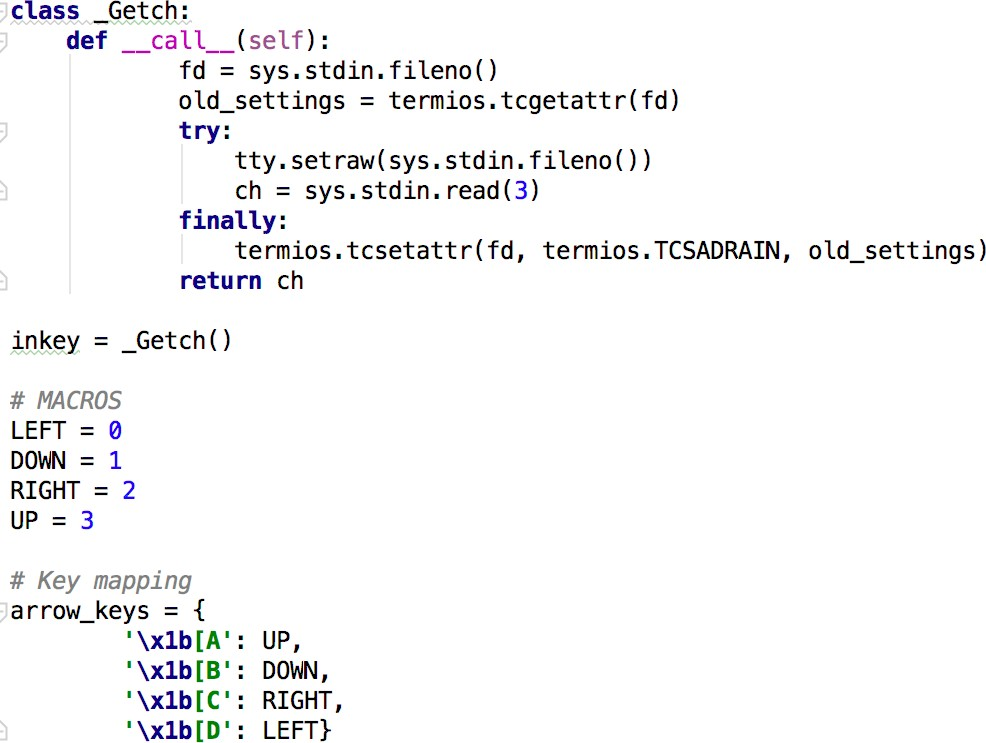 class _Getch:
    def __call__(self):
            fd = sys.stdin.fileno()
            old_settings = termios.tcgetattr(fd)
            try:
                tty.setraw(sys.stdin.fileno())
                ch = sys.stdin.read(3)
            finally:
                termios.tcsetattr(fd, termios.TCSADRAIN, old_settings)
            return ch

inkey = _Getch()

# MACROS
LEFT = 0
DOWN = 1
RIGHT = 2
UP = 3

# Key mapping
arrow_keys = {
        '\x1b[A': UP,
        '\x1b[B': DOWN,
        '\x1b[C': RIGHT,
        '\x1b[D': LEFT}